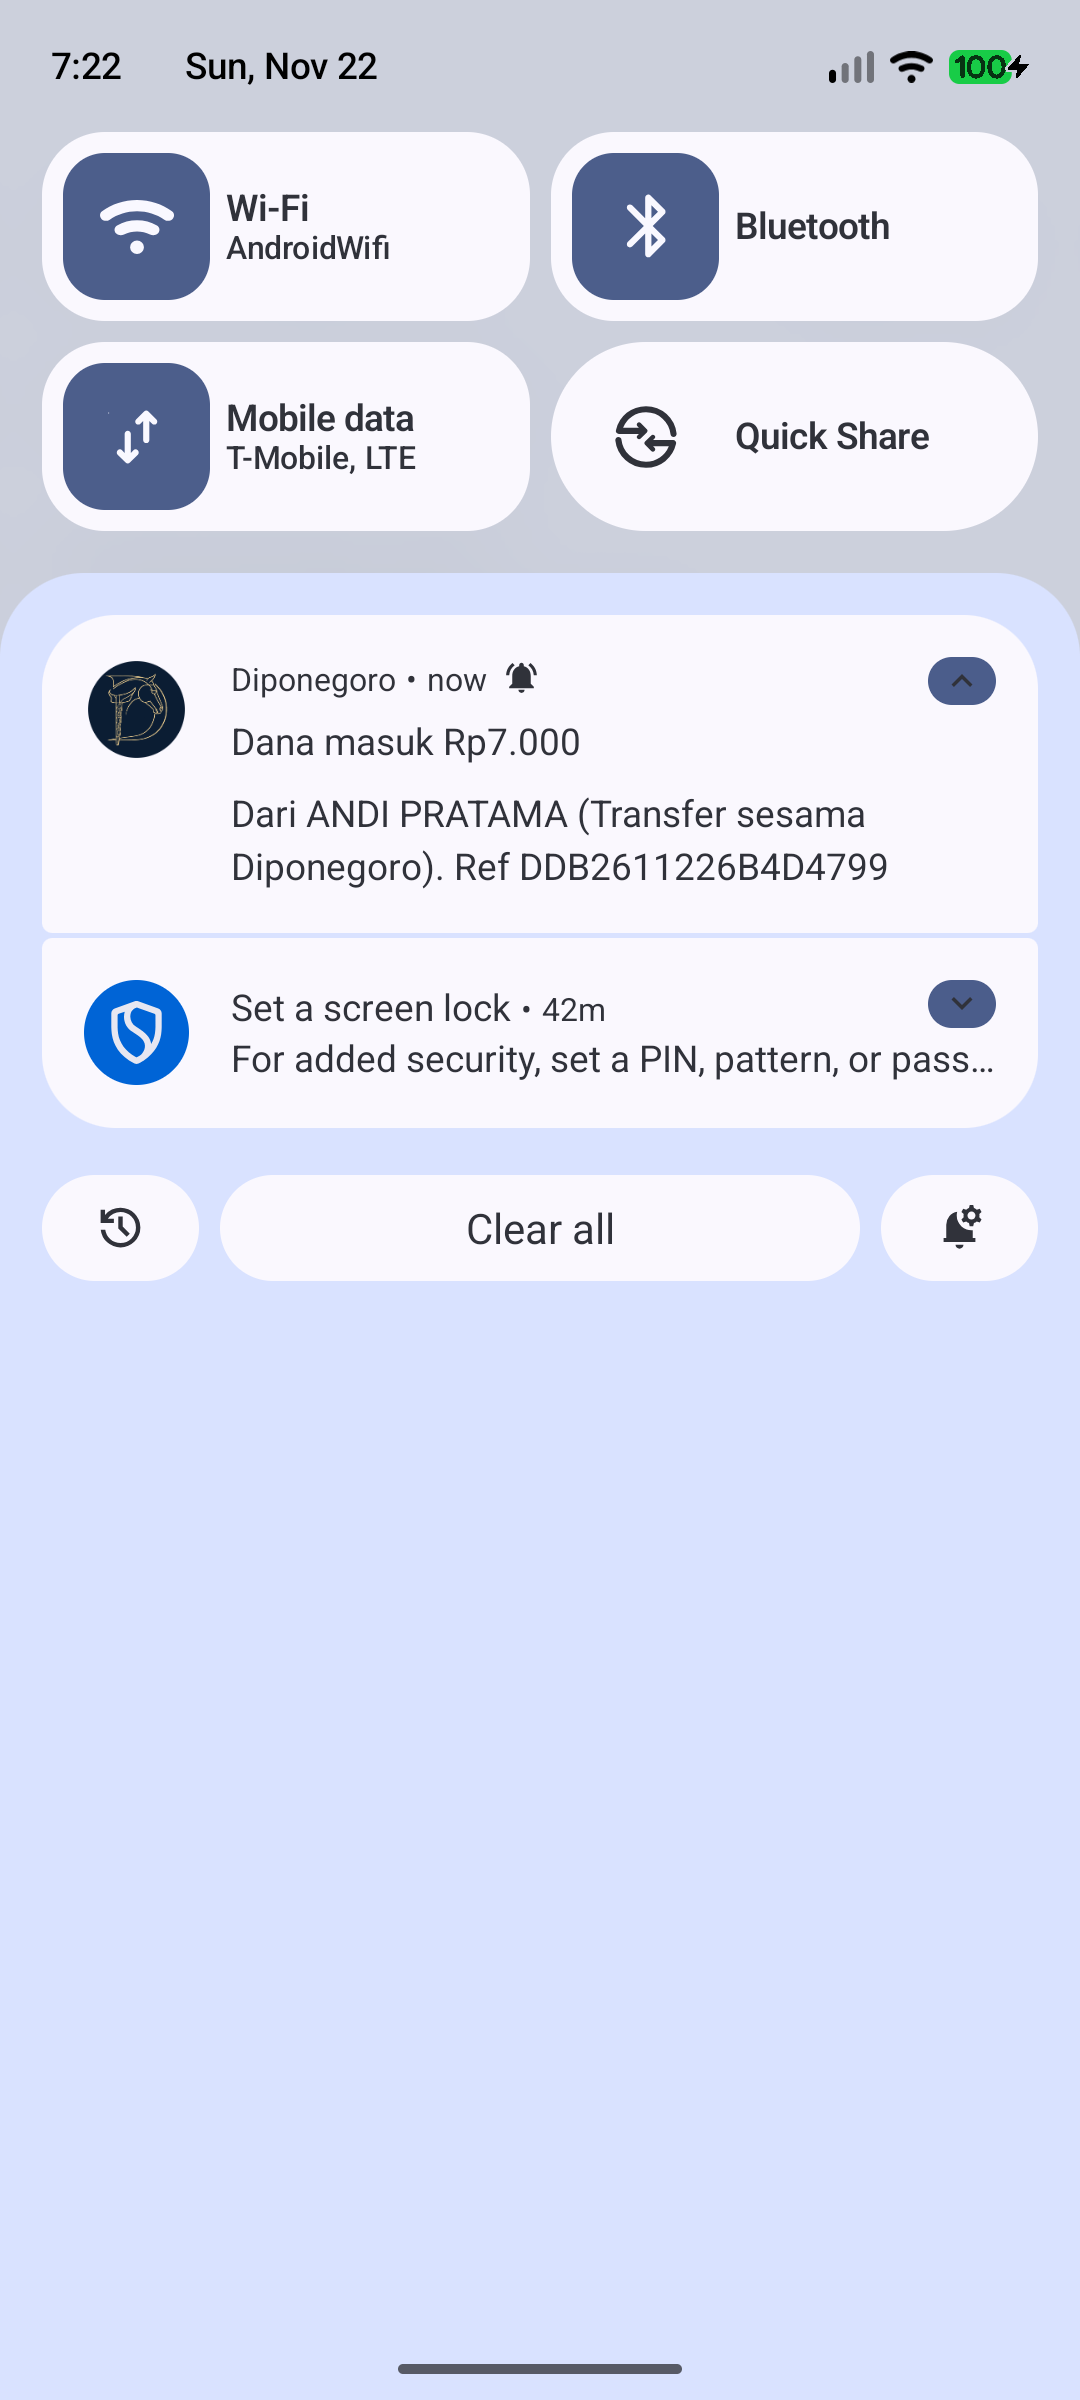 7:22 Sun, Nov 22 100
Wi-Fi
AndroidWifi
Bluetooth
Mobile data
T-Mobile, LTE
Quick Share
Diponegoro • now
Dana masuk Rp7.000
Dari ANDI PRATAMA (Transfer sesama
Diponegoro). Ref DDB2611226B4D4799
Set a screen lock • 42m
For added security, set a PIN, pattern, or pass…
Clear all